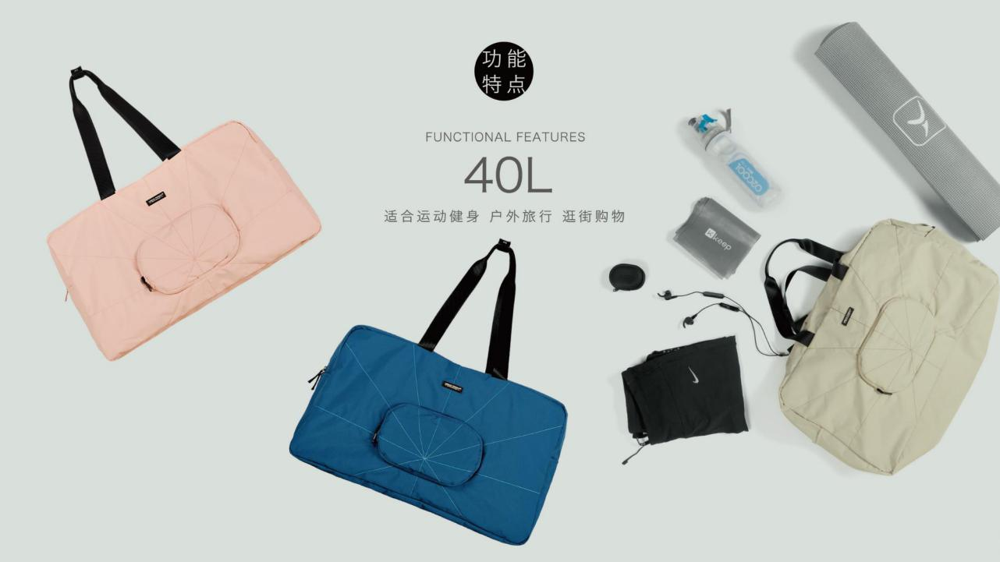 功能
特点
FUNCTIONAL FEATURES
40L
适合运动健身 户外旅行 逛街购物
OZCOOL
keep